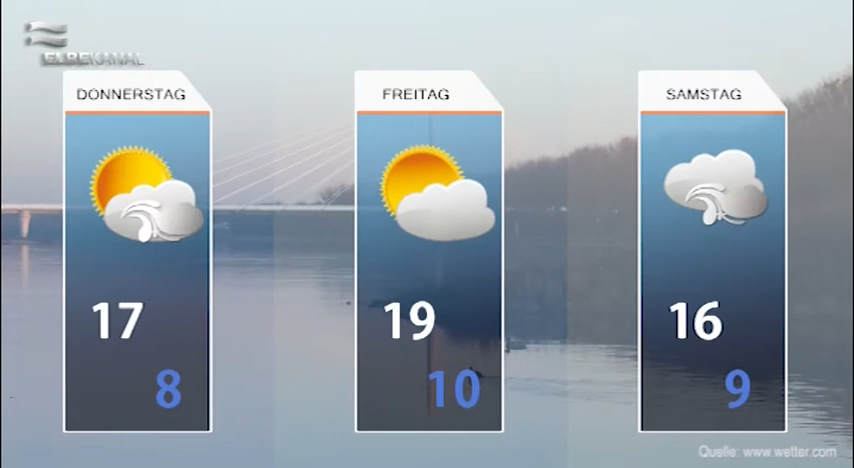 ELBEKANAL
DONNERSTAG
FREITAG
SAMSTAG
17
19
16
8
10
9
Quelle: www.wetter.com